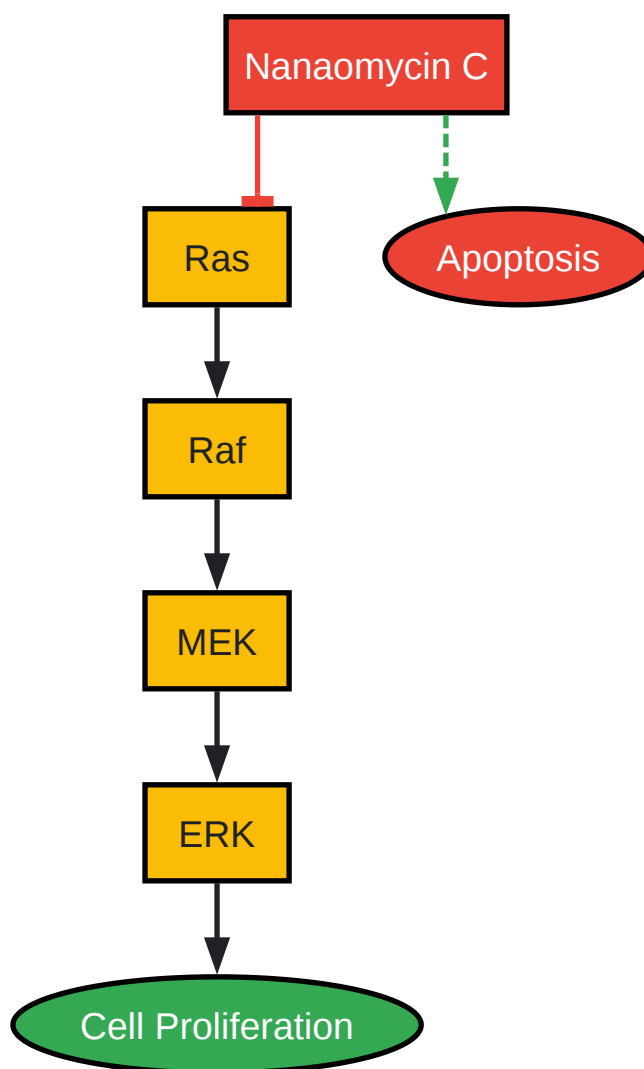 Nanaomycin C
Ras
Apoptosis
Raf
MEK
ERK
Cell Proliferation